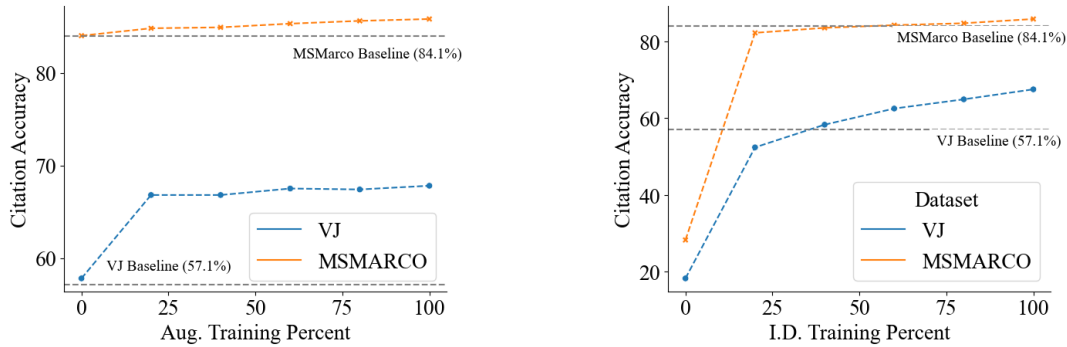 Citation Accuracy
80
70
60
MSMarco Baseline (84.1%)
VJ Baseline (57.1%)
VJ
MSMARCO
0
25
50
75
100
Aug. Training Percent
Citation Accuracy
80
60
40
20
MSMarco Baseline (84.1%)
VJ Baseline (57.1%)
Dataset
VJ
MSMARCO
0
25
50
75
100
I.D. Training Percent